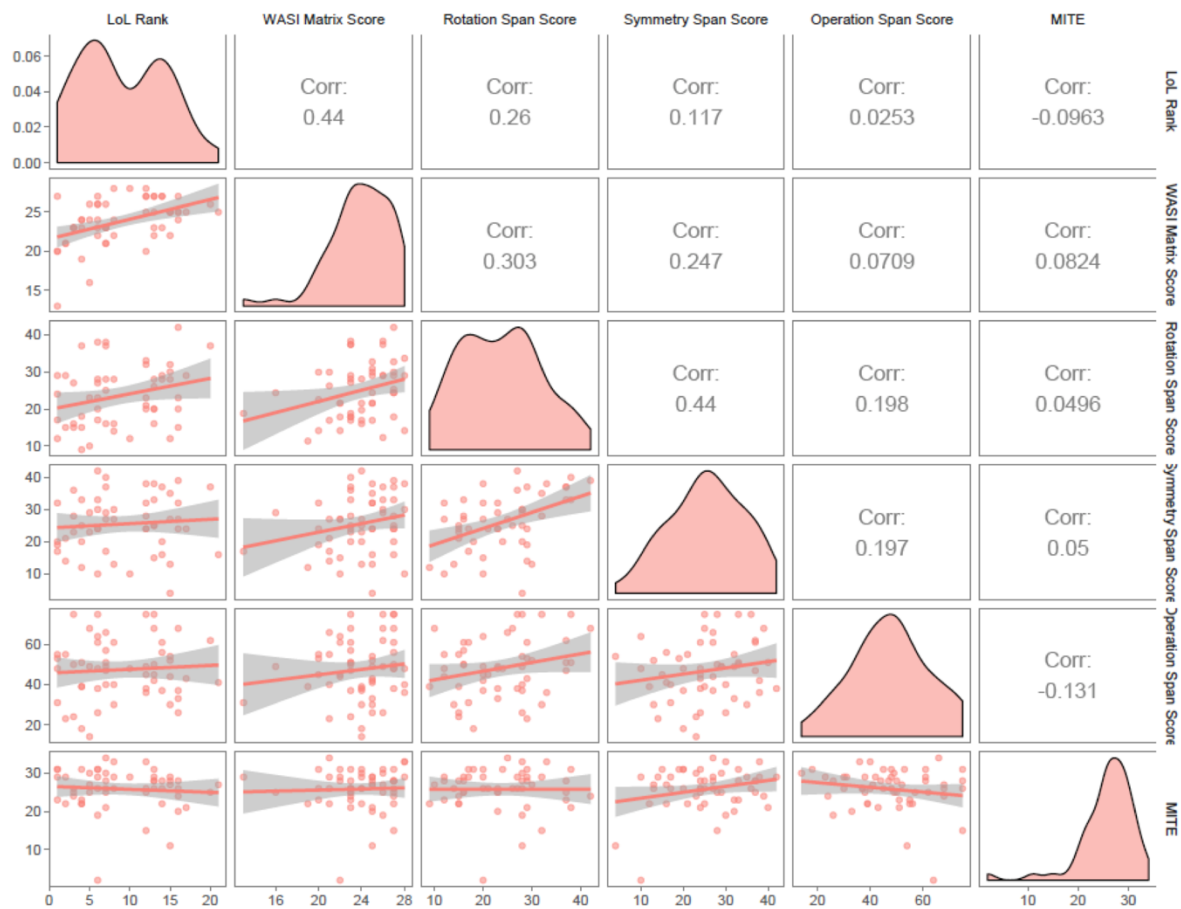 LoL Rank WASI Matrix Score Rotation Span Score Symmetry Span Score Operation Span Score MITE
0.06
0.04
0.02
0.00
Corr:
0.44
Corr:
0.26
Corr:
0.117
Corr:
0.0253
Corr:
-0.0963
LoL Rank
25
20
15
Corr:
0.303
Corr:
0.247
Corr:
0.0709
Corr:
0.0824
WASI Matrix Score
40
30
20
10
Corr:
0.44
Corr:
0.198
Corr:
0.0496
Rotation Span Score
40
30
20
10
Corr:
0.197
Corr:
0.05
Symmetry Span Score
60
40
20
Corr:
-0.131
Operation Span Score
30
20
10
MITE
0 5 10 15 20 16 20 24 28 10 20 30 40 10 20 30 40 20 40 60 10 20 30